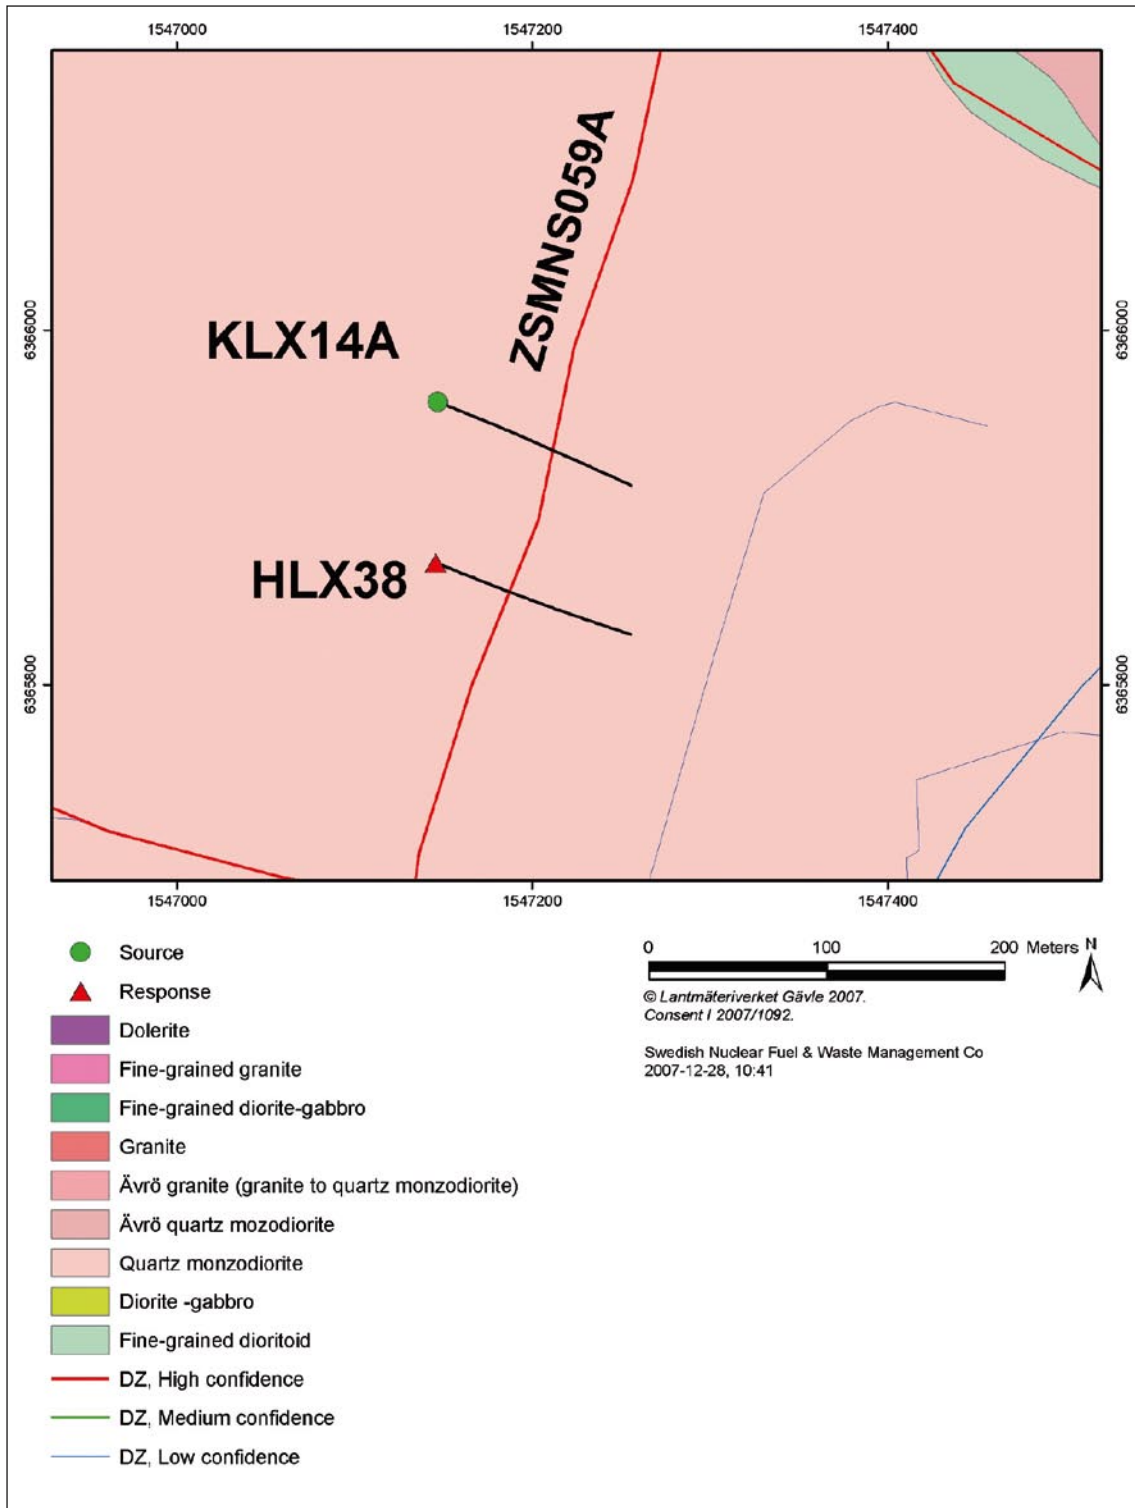 1547000 1547200 1547400
ZSMNS059A
6366000 KLX14A 6366000
HLX38
6365800 6365800
1547000 1547200 1547400
Source
Response
Dolerite
Fine-grained granite
Fine-grained diorite-gabbro
Granite
Ävrö granite (granite to quartz monzodiorite)
Ävrö quartz mozodiorite
Quartz monzodiorite
Diorite -gabbro
Fine-grained dioritoid
DZ, High confidence
DZ, Medium confidence
DZ, Low confidence
0 100 200 Meters N
© Lantmäteriverket Gävle 2007.
Consent I 2007/1092.
Swedish Nuclear Fuel & Waste Management Co
2007-12-28, 10:41